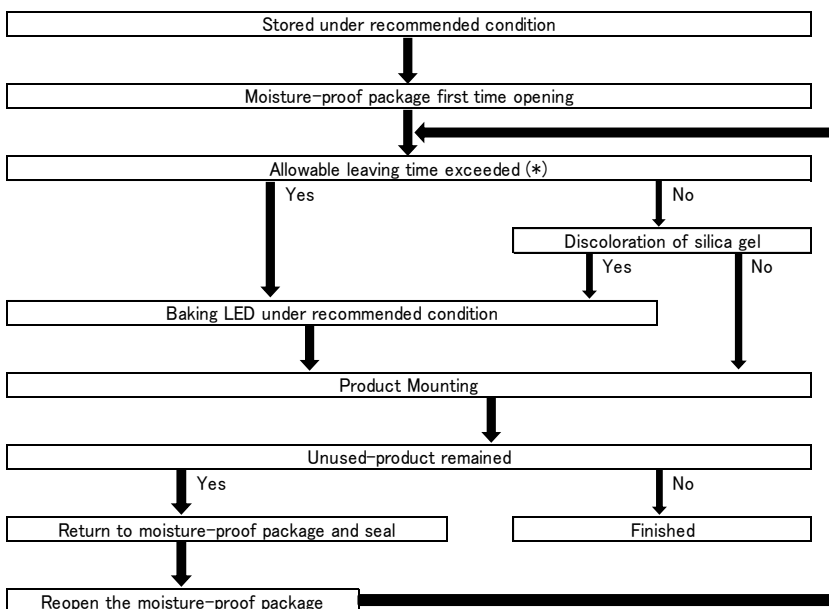 Stored under recommended condition
Moisture-proof package first time opening
Allowable leaving time exceeded (*)
Yes
No
Discoloration of silica gel
Yes
No
Baking LED under recommended condition
Product Mounting
Unused-product remained
Yes
No
Return to moisture-proof package and seal
Finished
Reopen the moisture-proof package